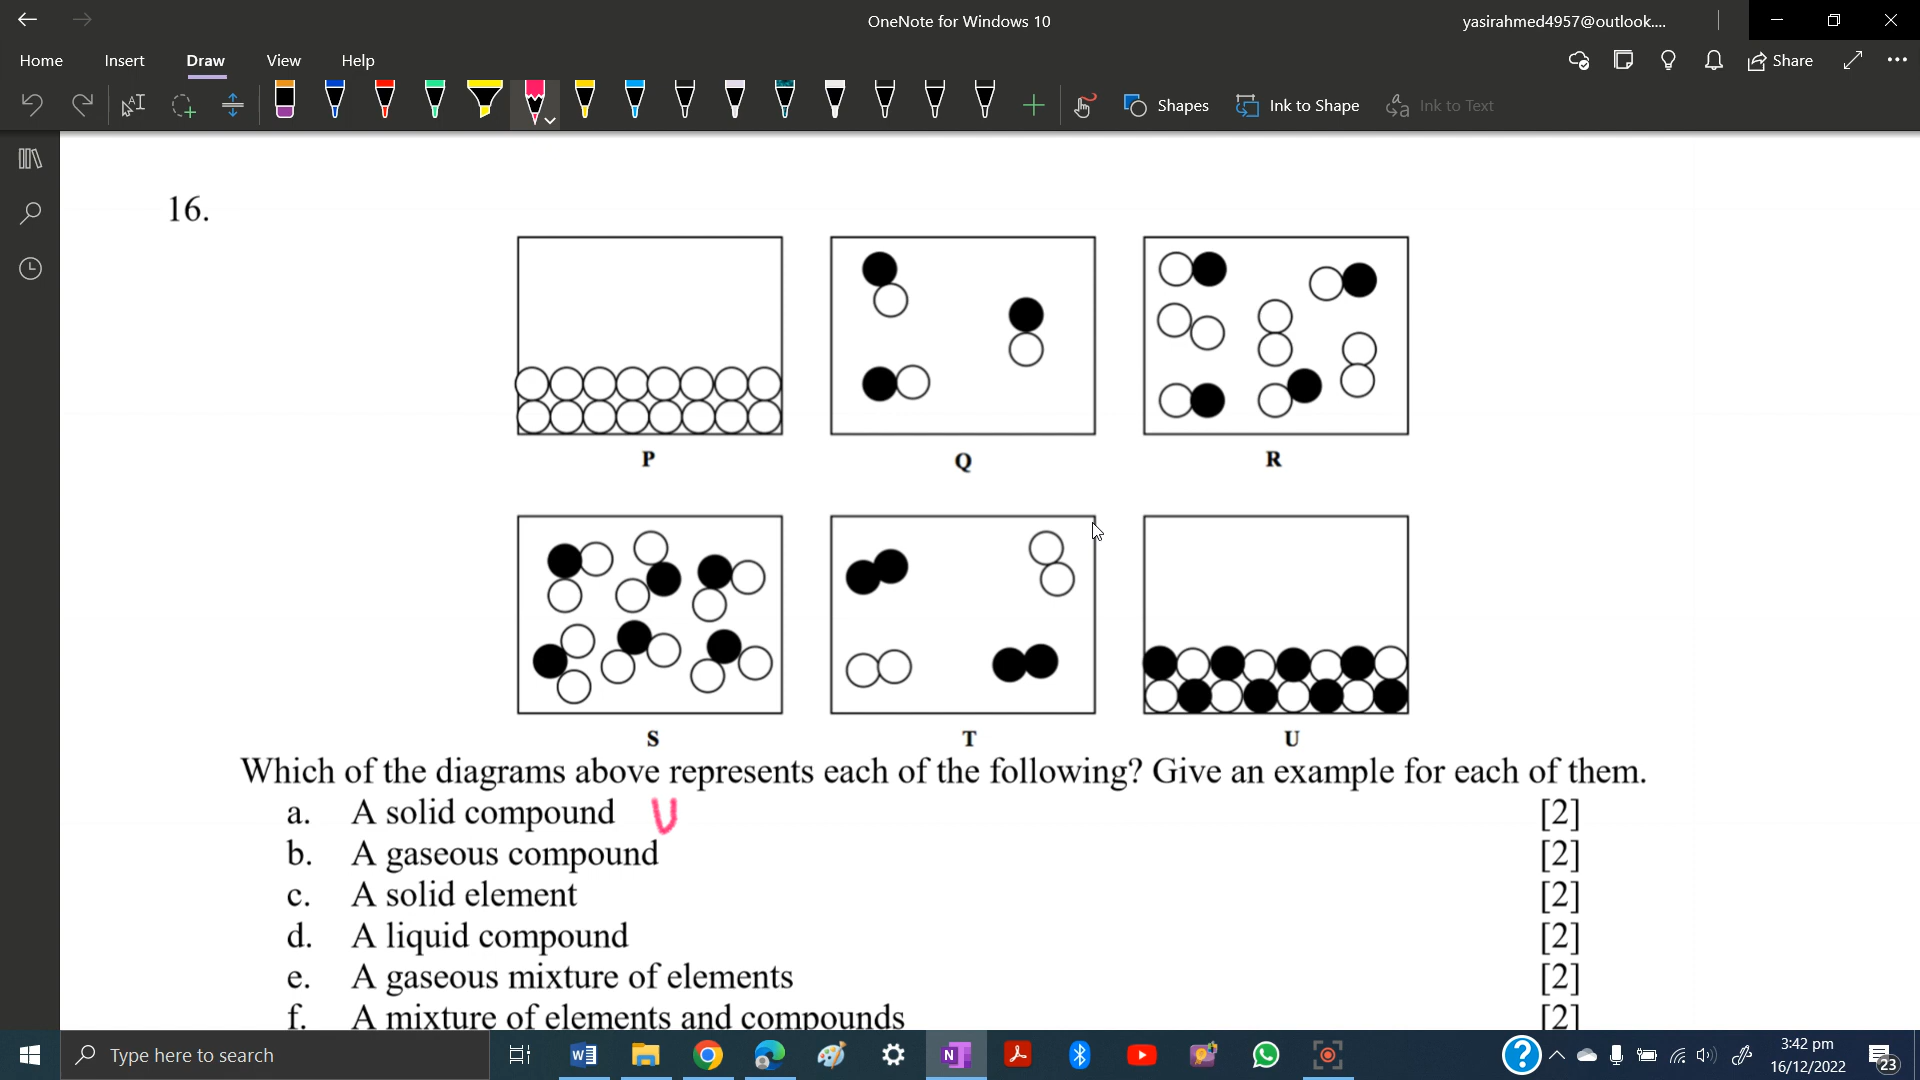 OneNote for Windows 10
yasirahmed4957@outlook....
Home Insert Draw View Help
Share
Shapes Ink to Shape Ink to Text
16.
P Q R
S T U
Which of the diagrams above represents each of the following? Give an example for each of them.
a. A solid compound U [2]
b. A gaseous compound [2]
c. A solid element [2]
d. A liquid compound [2]
e. A gaseous mixture of elements [2]
f. A mixture of elements and compounds [2]
Type here to search
3:42 pm
16/12/2022
23